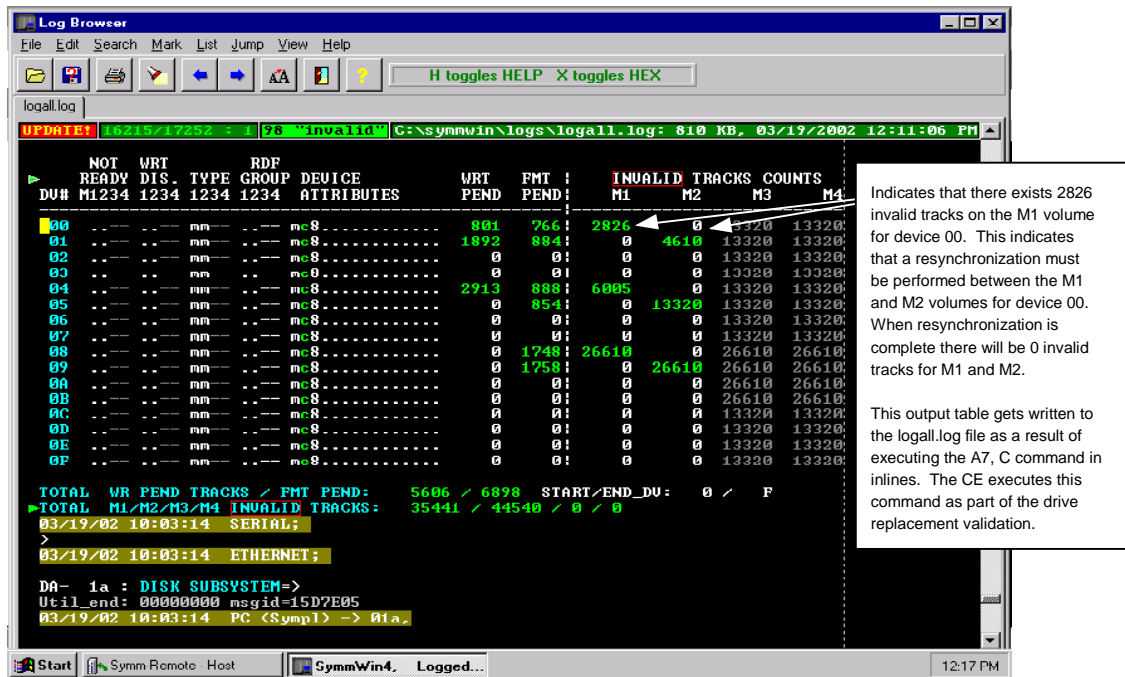 Log Browser
File Edit Search Mark List Jump View Help
H toggles HELP X toggles HEX
logall.log
UPDATE! 16215/17252 : 1 98 "invalid" C:\symmwin\logs\logall.log: 810 KB, 03/19/2002 12:11:06 PM
NOT WRT RDF
READY DIS. TYPE GROUP DEVICE WRT FMT ¦ INVALID TRACKS COUNTS
DV# M1234 1234 1234 1234 ATTRIBUTES PEND PEND¦ M1 M2 M3 M4
00 ..-- ..-- mm-- ..-- mc8............. 801 766¦ 2826 0 13320 13320
01 ..-- ..-- mm-- ..-- mc8............. 1892 884¦ 0 4610 13320 13320
02 ..-- ..-- mm-- ..-- mc8............. 0 0¦ 0 0 13320 13320
03 ..-- ..-- mm-- ..-- mc8............. 0 0¦ 0 0 13320 13320
04 ..-- ..-- mm-- ..-- mc8............. 2913 888¦ 6005 0 13320 13320
05 ..-- ..-- mm-- ..-- mc8............. 0 854¦ 0 13320 13320 13320
06 ..-- ..-- mm-- ..-- mc8............. 0 0¦ 0 0 13320 13320
07 ..-- ..-- mm-- ..-- mc8............. 0 0¦ 0 0 13320 13320
08 ..-- ..-- mm-- ..-- mc8............. 0 1748¦ 26610 0 26610 26610
09 ..-- ..-- mm-- ..-- mc8............. 0 1758¦ 0 26610 26610 26610
0A ..-- ..-- mm-- ..-- mc8............. 0 0¦ 0 0 26610 26610
0B ..-- ..-- mm-- ..-- mc8............. 0 0¦ 0 0 26610 26610
0C ..-- ..-- mm-- ..-- mc8............. 0 0¦ 0 0 13320 13320
0D ..-- ..-- mm-- ..-- mc8............. 0 0¦ 0 0 13320 13320
0E ..-- ..-- mm-- ..-- mc8............. 0 0¦ 0 0 13320 13320
0F ..-- ..-- mm-- ..-- mc8............. 0 0¦ 0 0 13320 13320
TOTAL WR PEND TRACKS / FMT PEND: 5606 / 6898 START/END_DV: 0 / F
TOTAL M1/M2/M3/M4 INVALID TRACKS: 35441 / 44540 / 0 / 0
03/19/02 10:03:14 SERIAL;
>
03/19/02 10:03:14 ETHERNET;
DA- 1a : DISK SUBSYSTEM=>
Util_end: 00000000 msgid=15D7E05
03/19/02 10:03:14 PC (Sympl) -> 01a,
Indicates that there exists 2826
invalid tracks on the M1 volume
for device 00. This indicates
that a resynchronization must
be performed between the M1
and M2 volumes for device 00.
When resynchronization is
complete there will be 0 invalid
tracks for M1 and M2.
This output table gets written to
the logall.log file as a result of
executing the A7, C command in
inlines. The CE executes this
command as part of the drive
replacement validation.
Start Symm Remote - Host SymmWin4, Logged... 12:17 PM